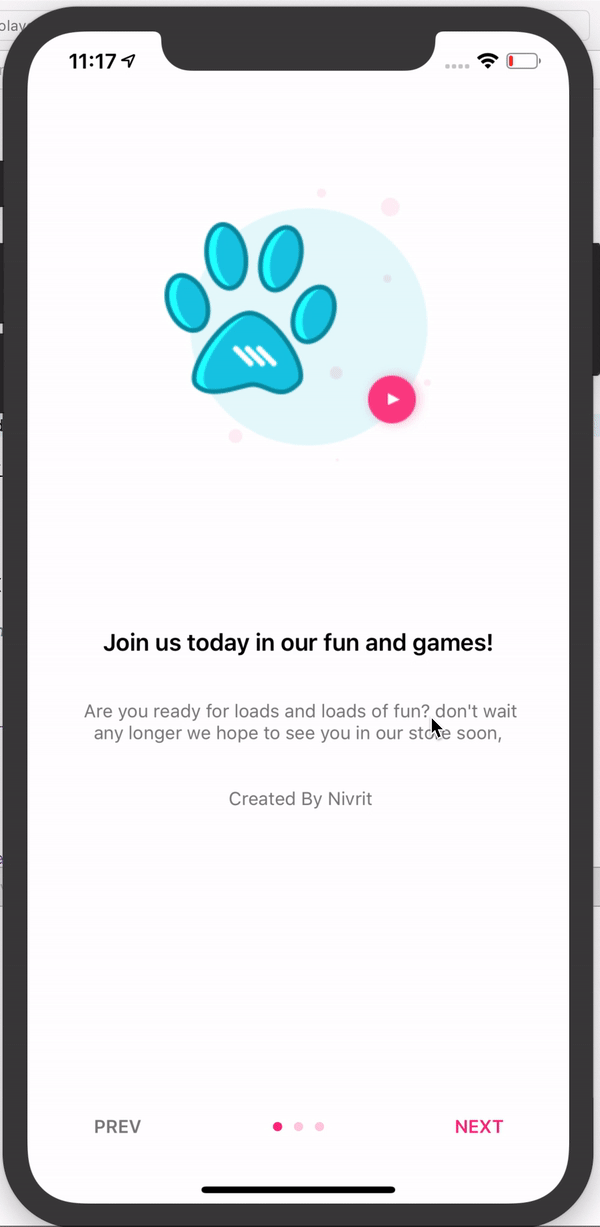 olav
11:17
Join us today in our fun and games!
Are you ready for loads and loads of fun? don't wait
any longer we hope to see you in our store soon,
Created By Nivrit
PREV
NEXT